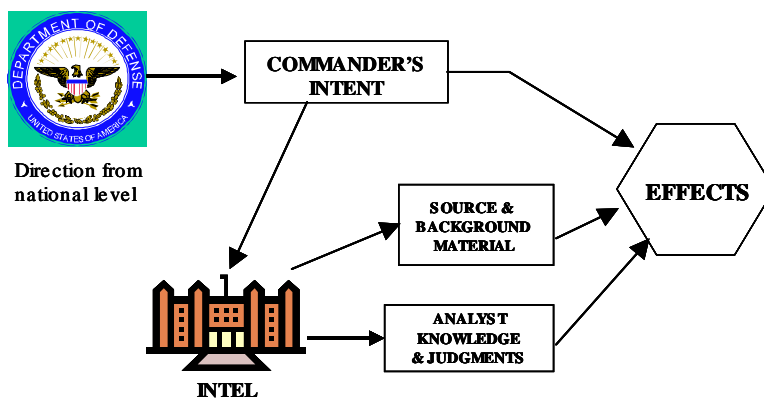 DEPARTMENT OF DEFENSE
UNITED STATES OF AMERICA
Direction from
national level
COMMANDER'S
INTENT
SOURCE &
BACKGROUND
MATERIAL
EFFECTS
ANALYST
KNOWLEDGE
& JUDGMENTS
INTEL